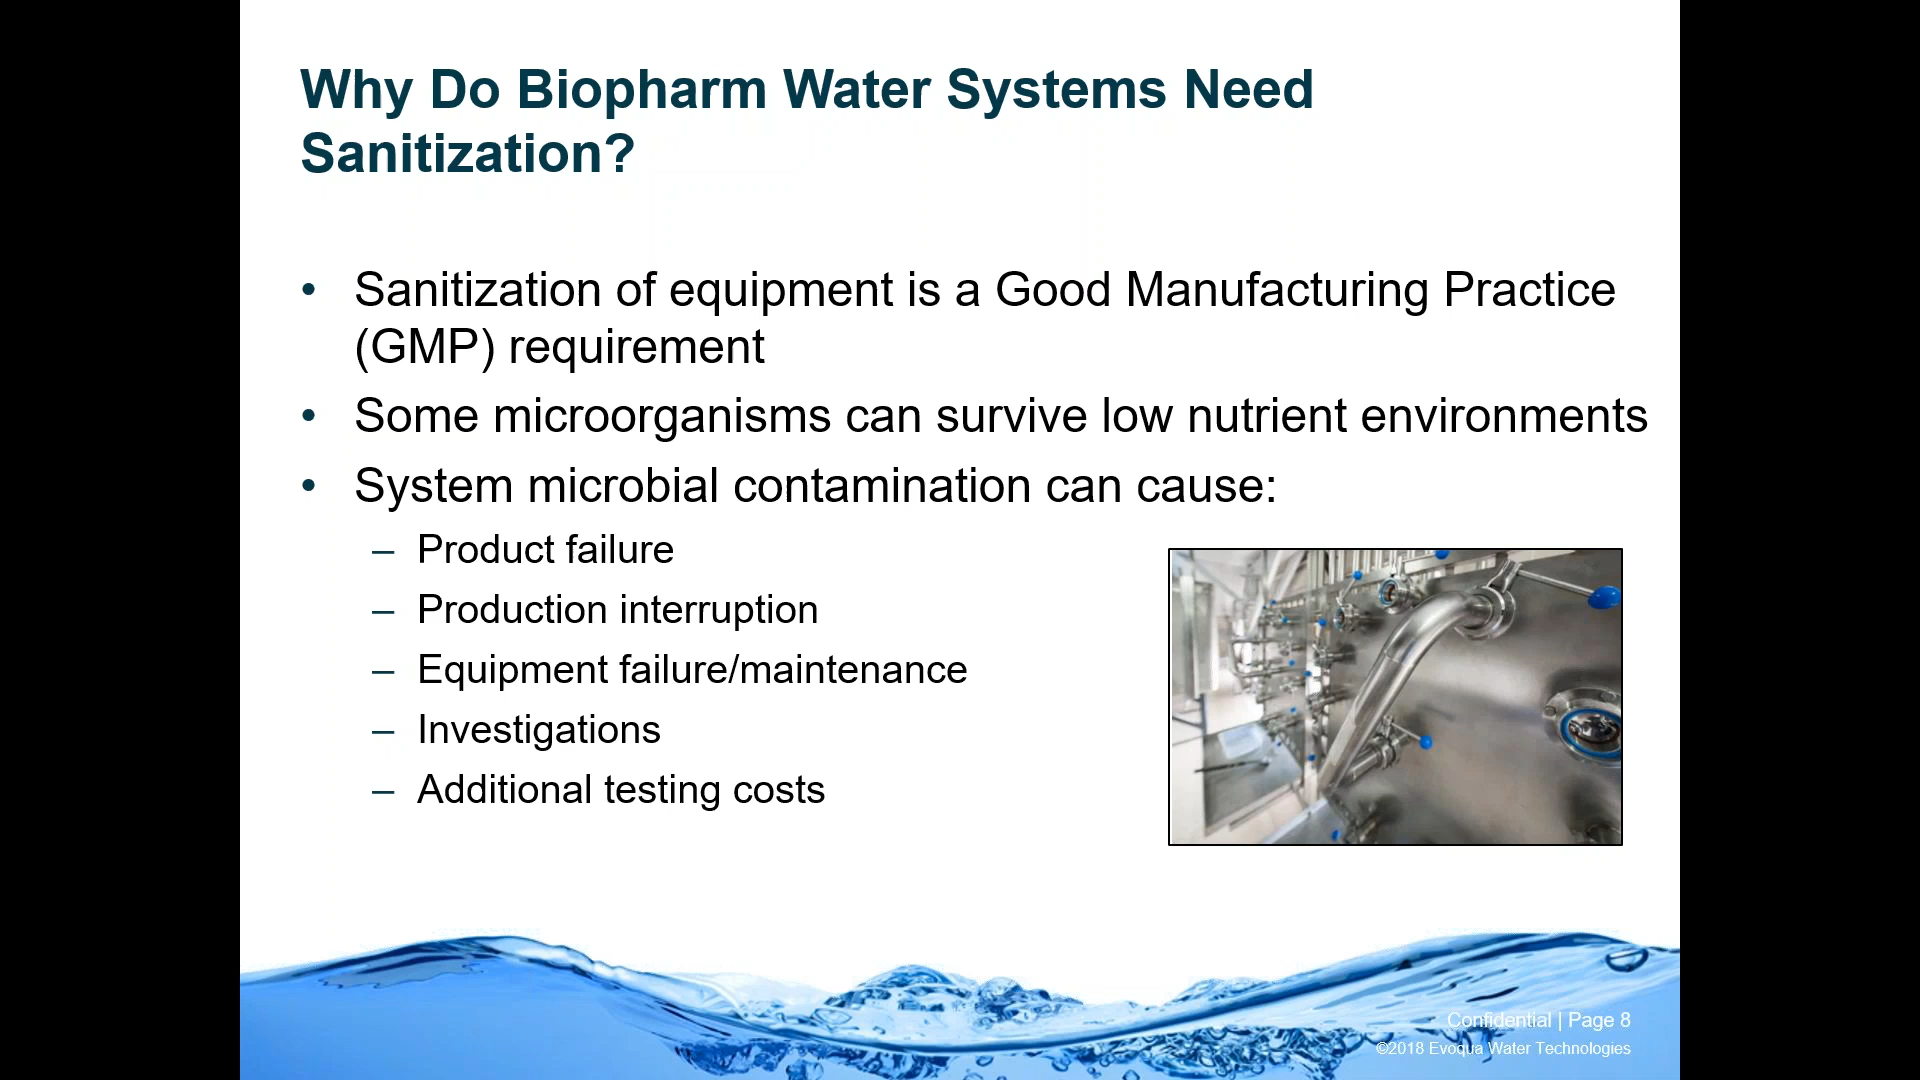 Why Do Biopharm Water Systems Need
Sanitization?
• Sanitization of equipment is a Good Manufacturing Practice
(GMP) requirement
• Some microorganisms can survive low nutrient environments
• System microbial contamination can cause:
– Product failure
– Production interruption
– Equipment failure/maintenance
– Investigations
– Additional testing costs
Confidential | Page 8
©2018 Evoqua Water Technologies